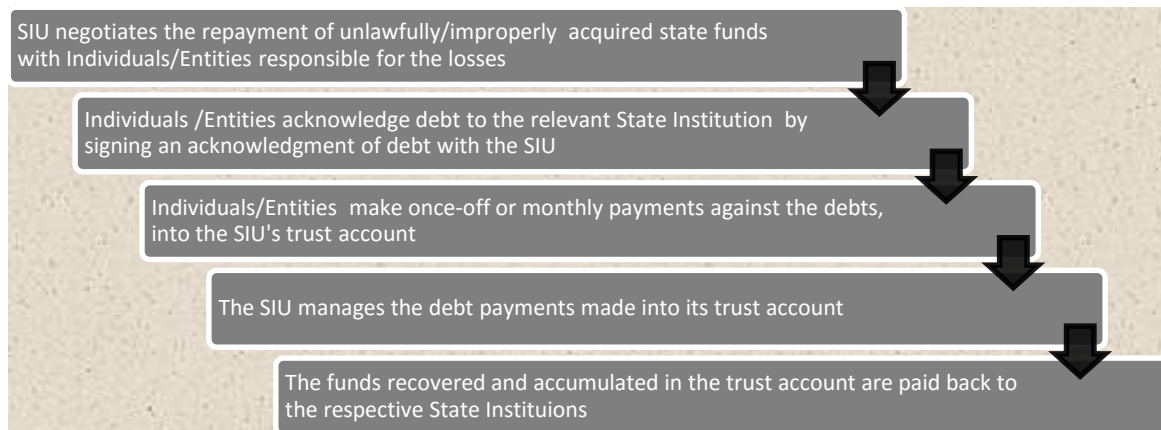 SIU negotiates the repayment of unlawfully/improperly  acquired state funds
with Individuals/Entities responsible for the losses
Individuals /Entities acknowledge debt to the relevant State Institution  by
signing an acknowledgment of debt with the SIU
Individuals/Entities  make once-off or monthly payments against the debts,
into the SIU's trust account
The SIU manages the debt payments made into its trust account
The funds recovered and accumulated in the trust account are paid back to
the respective State Instituions